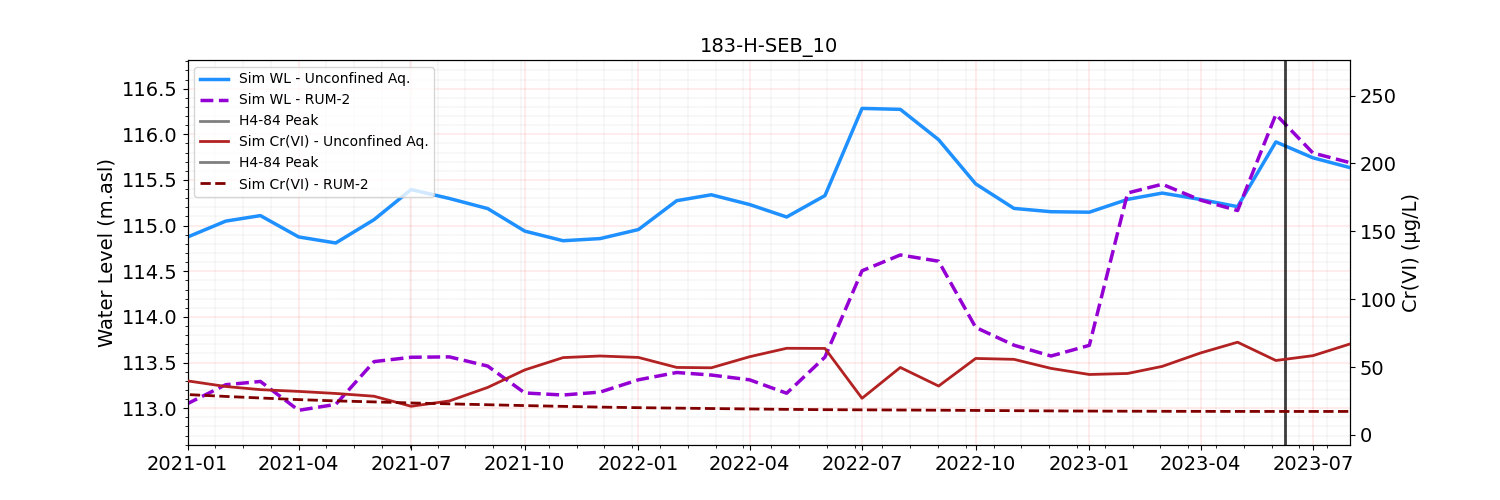 183-H-SEB_10
Sim WL - Unconfined Aq.
Sim WL - RUM-2
H4-84 Peak
Sim Cr(VI) - Unconfined Aq.
H4-84 Peak
Sim Cr(VI) - RUM-2
Water Level (m.asl)
116.5
116.0
115.5
115.0
114.5
114.0
113.5
113.0
250
200
150
100
50
0
Cr(VI) (μg/L)
2021-01 2021-04 2021-07 2021-10 2022-01 2022-04 2022-07 2022-10 2023-01 2023-04 2023-07